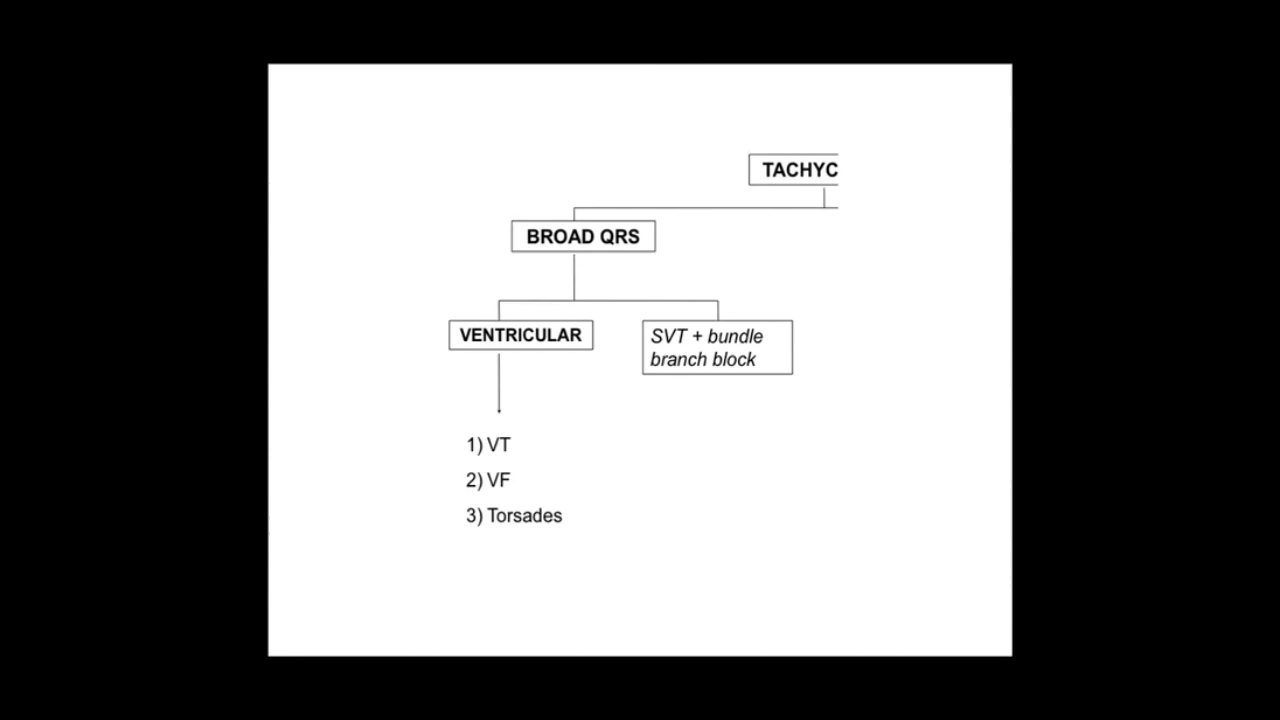 TACHYC
BROAD QRS
VENTRICULAR
SVT + bundle
branch block
1) VT
2) VF
3) Torsades